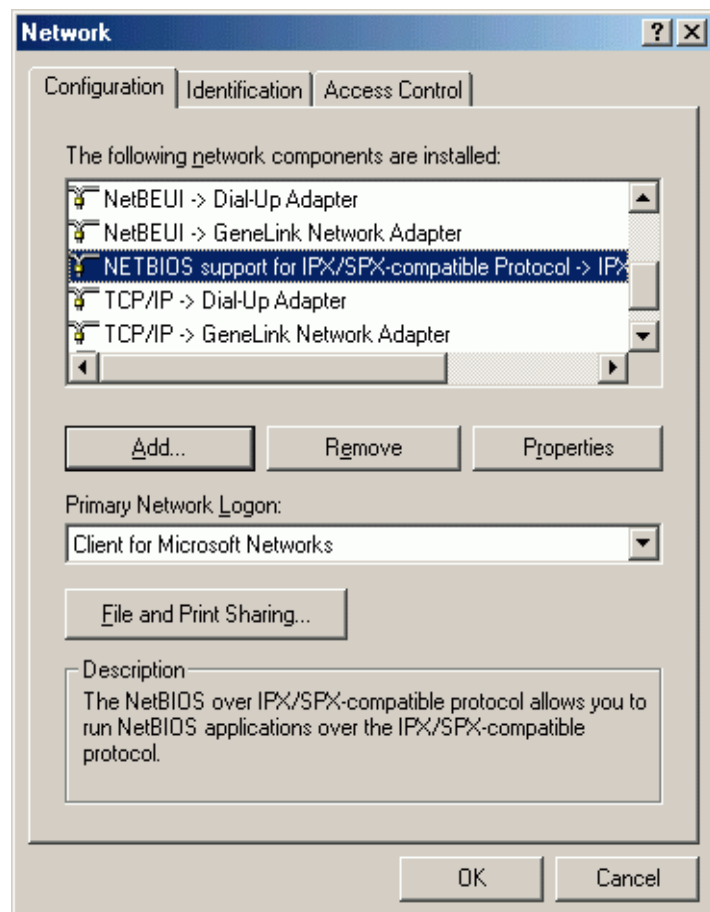 Network
Configuration Identification Access Control
The following network components are installed:
NetBEUI -> Dial-Up Adapter
NetBEUI -> GeneLink Network Adapter
NETBIOS support for IPX/SPX-compatible Protocol -> IPX
TCP/IP -> Dial-Up Adapter
TCP/IP -> GeneLink Network Adapter
Add... Remove Properties
Primary Network Logon:
Client for Microsoft Networks
File and Print Sharing...
Description
The NetBIOS over IPX/SPX-compatible protocol allows you to
run NetBIOS applications over the IPX/SPX-compatible
protocol.
OK Cancel